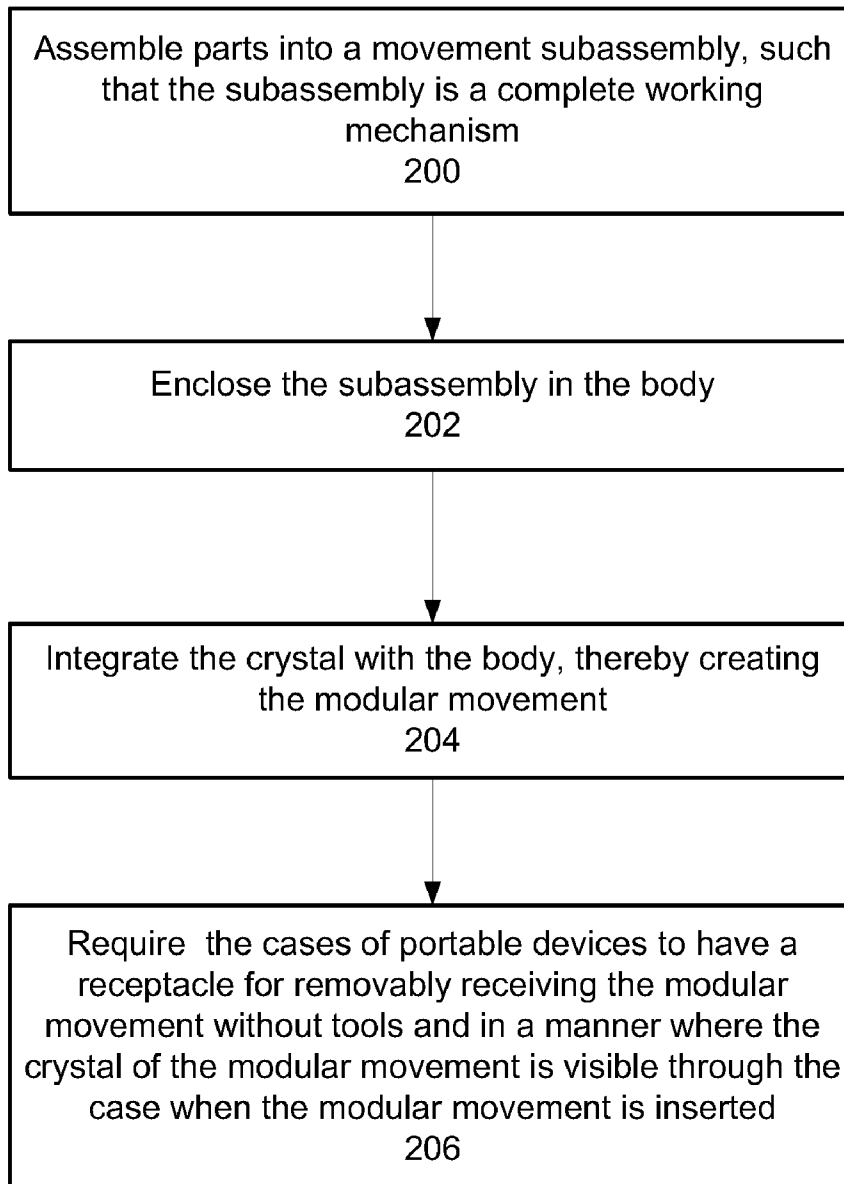 Assemble parts into a movement subassembly, such
that the subassembly is a complete working
mechanism
200
Enclose the subassembly in the body
202
Integrate the crystal with the body, thereby creating
the modular movement
204
Require  the cases of portable devices to have a
receptacle for removably receiving the modular
movement without tools and in a manner where the
crystal of the modular movement is visible through the
case when the modular movement is inserted
206